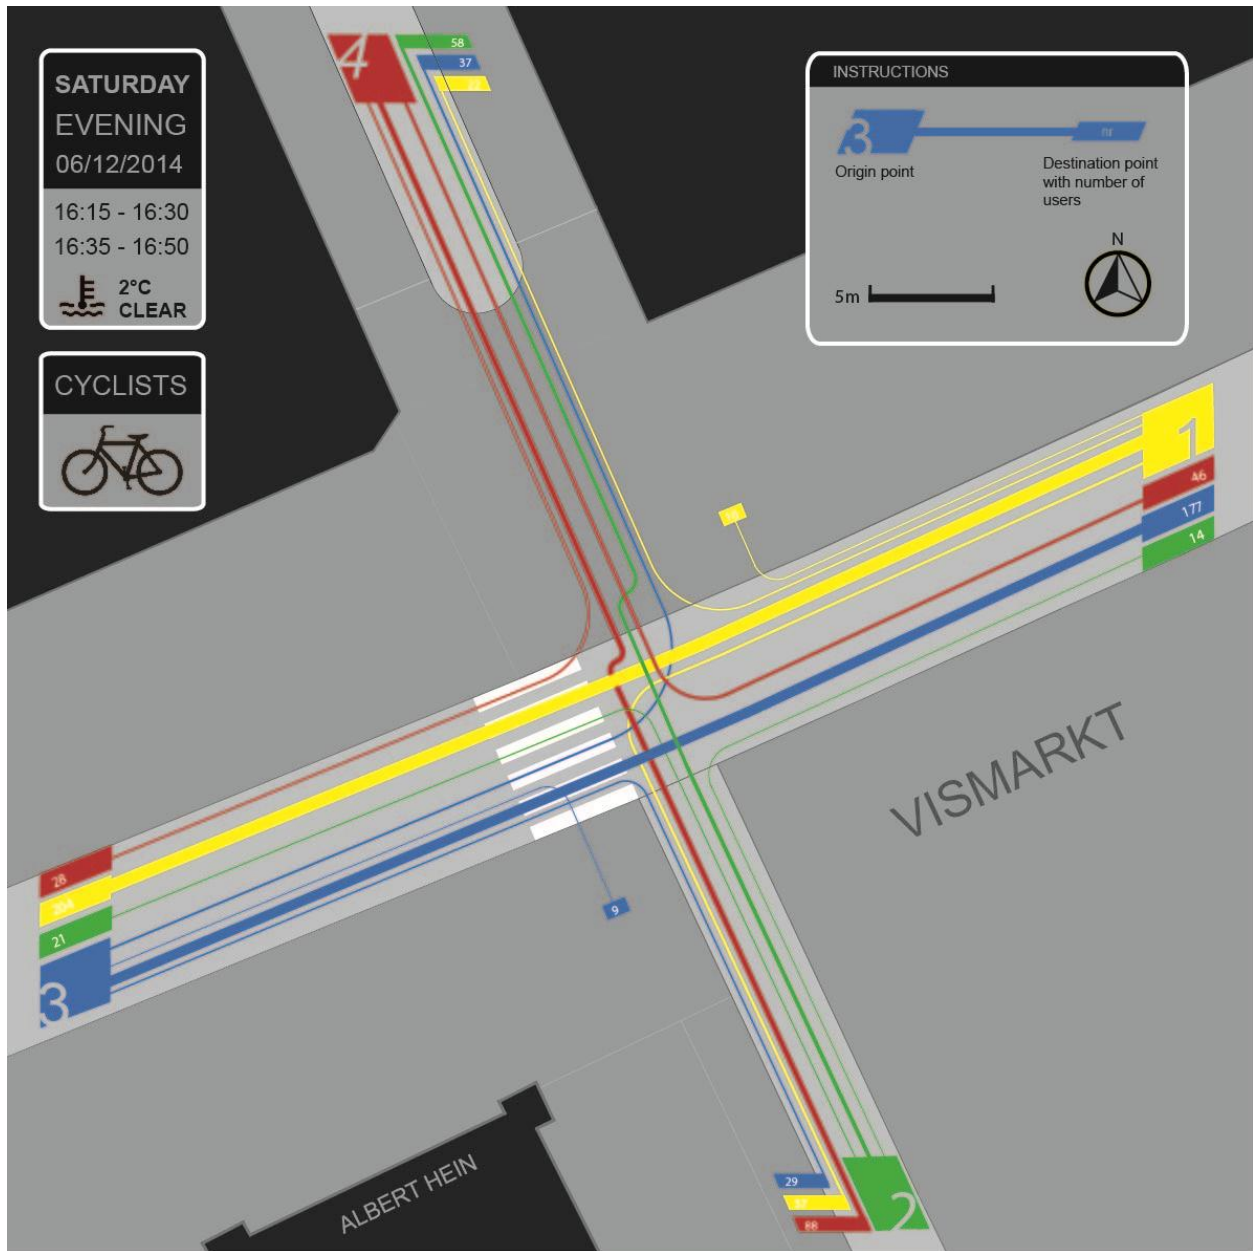 SATURDAY
EVENING
06/12/2014
16:15 - 16:30
16:35 - 16:50
2°C
CLEAR
CYCLISTS
4
58
37
INSTRUCTIONS
3
nr
Origin point
Destination point
with number of
users
N
5m
1
46
177
14
VISMARKT
28
204
21
3
9
ALBERT HEIN
29
88
2